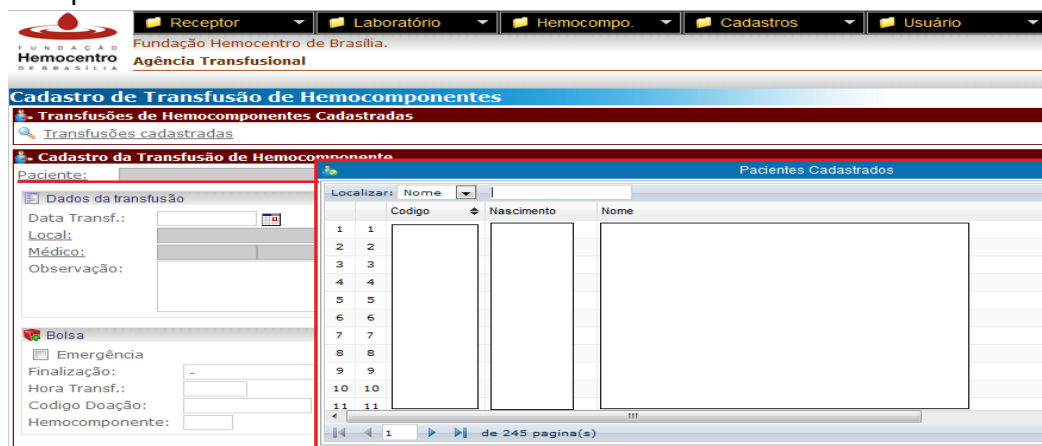 Receptor Laboratório Hemocompo. Cadastros Usuário
FUNDAÇÃO
Hemocentro
DE BRASÍLIA
Fundação Hemocentro de Brasília.
Agência Transfusional
Cadastro de Transfusão de Hemocomponentes
Transfusões de Hemocomponentes Cadastradas
Transfusões cadastradas
Cadastro da Transfusão de Hemocomponente
Paciente:
Dados da transfusão
Data Transf.:
Local:
Médico:
Observação:
Bolsa
Emergência
Finalização: -
Hora Transf.:
Codigo Doação:
Hemocomponente:
Pacientes Cadastrados
Localizar: Nome
Codigo Nascimento Nome
1 1
2 2
3 3
4 4
5 5
6 6
7 7
8 8
9 9
10 10
11 11
1 de 245 pagina(s)